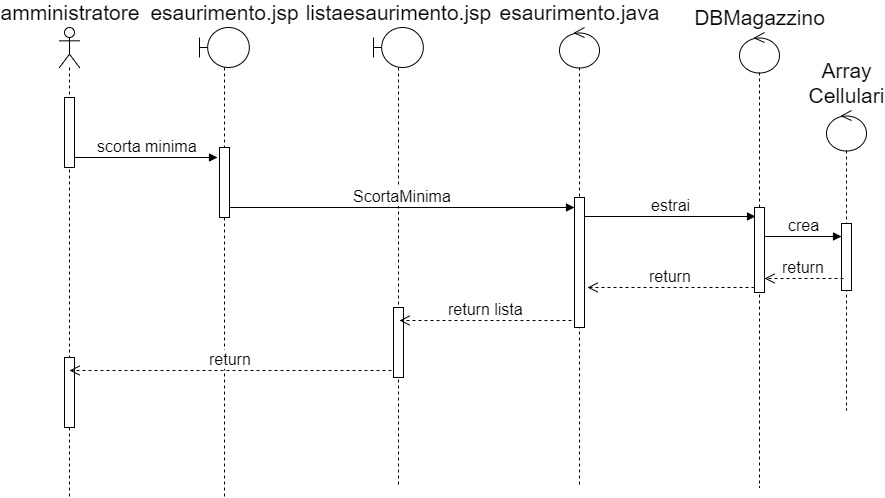 amministratore esaurimento.jsp listaesaurimento.jsp esaurimento.java
DBMagazzino
Array
Cellulari
scorta minima
ScortaMinima
estrai
crea
return
return
return lista
return